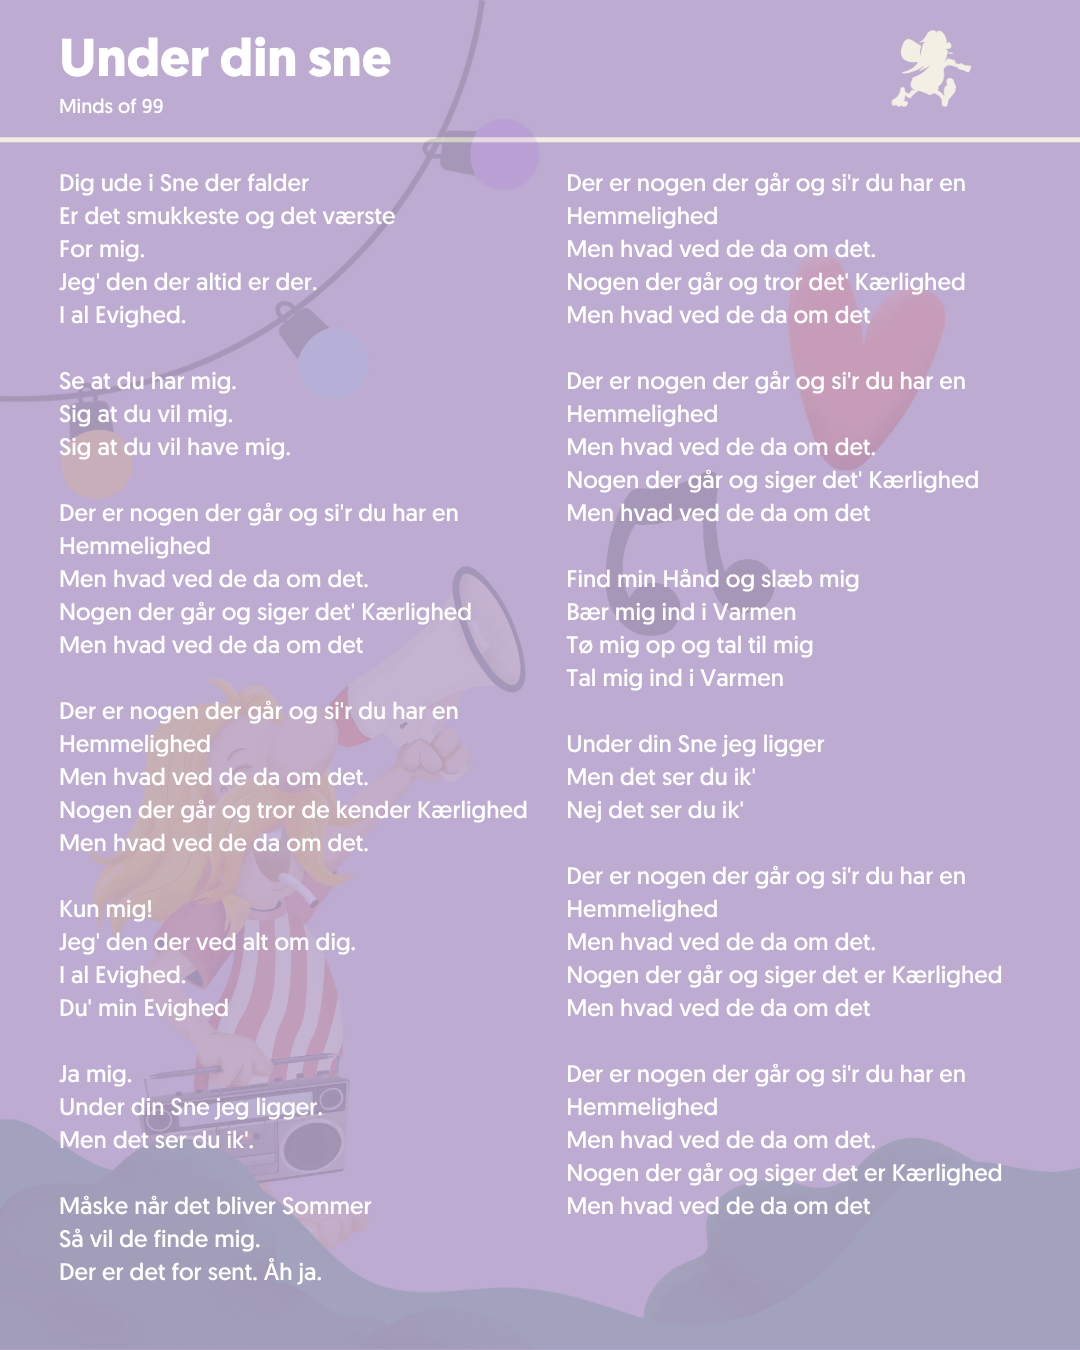 Under din sne
Minds of 99
Dig ude i Sne der falder
Er det smukkeste og det værste
For mig.
Jeg' den der altid er der.
I al Evighed.
Se at du har mig.
Sig at du vil mig.
Sig at du vil have mig.
Der er nogen der går og si'r du har en
Hemmelighed
Men hvad ved de da om det.
Nogen der går og siger det' Kærlighed
Men hvad ved de da om det
Der er nogen der går og si'r du har en
Hemmelighed
Men hvad ved de da om det.
Nogen der går og tror de kender Kærlighed
Men hvad ved de da om det.
Kun mig!
Jeg' den der ved alt om dig.
I al Evighed.
Du' min Evighed
Ja mig.
Under din Sne jeg ligger.
Men det ser du ik'.
Måske når det bliver Sommer
Så vil de finde mig.
Der er det for sent. Åh ja.
Der er nogen der går og si'r du har en
Hemmelighed
Men hvad ved de da om det.
Nogen der går og tror det' Kærlighed
Men hvad ved de da om det
Der er nogen der går og si'r du har en
Hemmelighed
Men hvad ved de da om det.
Nogen der går og siger det' Kærlighed
Men hvad ved de da om det
Find min Hånd og slæb mig
Bær mig ind i Varmen
Tø mig op og tal til mig
Tal mig ind i Varmen
Under din Sne jeg ligger
Men det ser du ik'
Nej det ser du ik'
Der er nogen der går og si'r du har en
Hemmelighed
Men hvad ved de da om det.
Nogen der går og siger det er Kærlighed
Men hvad ved de da om det
Der er nogen der går og si'r du har en
Hemmelighed
Men hvad ved de da om det.
Nogen der går og siger det er Kærlighed
Men hvad ved de da om det